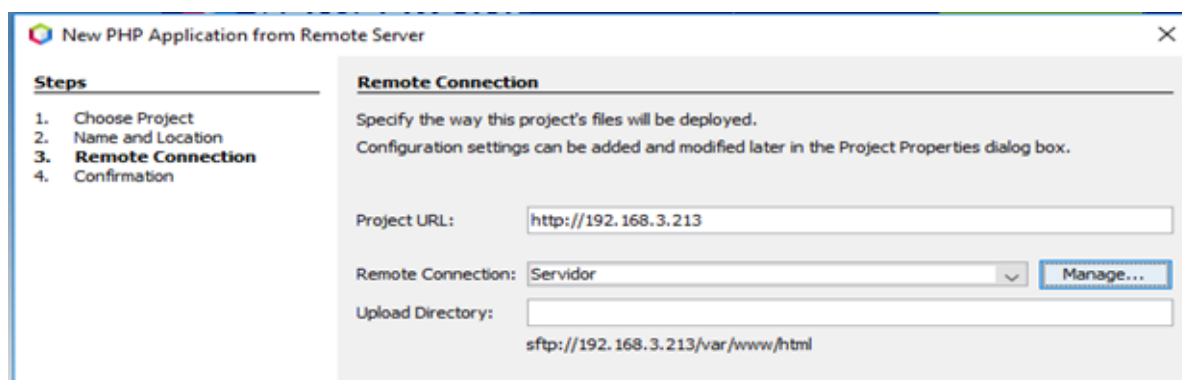 New PHP Application from Remote Server
Steps
1. Choose Project
2. Name and Location
3. Remote Connection
4. Confirmation
Remote Connection
Specify the way this project's files will be deployed.
Configuration settings can be added and modified later in the Project Properties dialog box.
Project URL: http://192.168.3.213
Remote Connection: Servidor Manage...
Upload Directory:
sftp://192.168.3.213/var/www/html